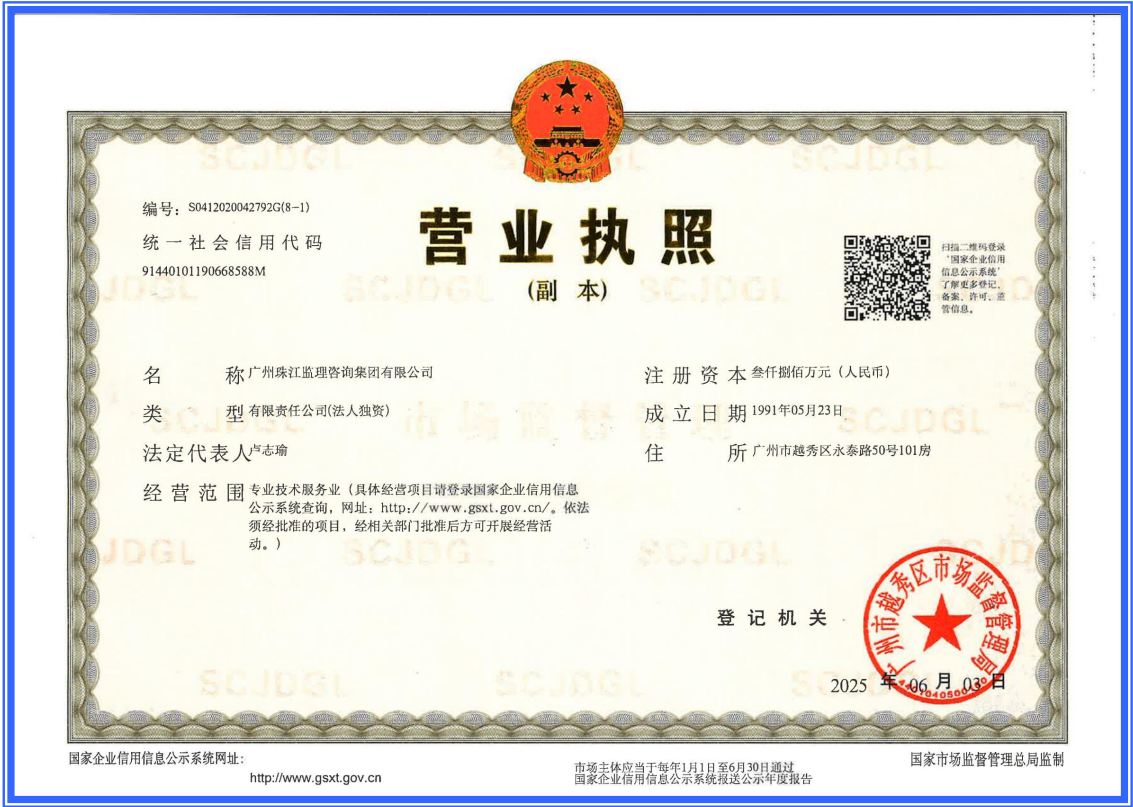 编号：S0412020042792G(8-1)
统一社会信用代码
91440101190668588M
营业执照
(副 本)
扫描二维码登录
‘国家企业信用
信息公示系统’
了解更多登记、
备案、许可、监
管信息。
名称 广州珠江监理咨询集团有限公司
类型 有限责任公司(法人独资)
法定代表人 卢志瑜
经营范围 专业技术服务业（具体经营项目请登录国家企业信用信息
公示系统查询，网址：http://www.gsxt.gov.cn/。依法
须经批准的项目，经相关部门批准后方可开展经营活
动。）
注册资本 叁仟捌佰万元（人民币）
成立日期 1991年05月23日
住所 广州市越秀区永泰路50号101房
登记机关
广州市越秀区市场监督管理局
2025 年 06 月 03 日
国家企业信用信息公示系统网址：
http://www.gsxt.gov.cn
市场主体应当于每年1月1日至6月30日通过
国家企业信用信息公示系统报送公示年度报告
国家市场监督管理总局监制
SCJDGL
市场监督管理